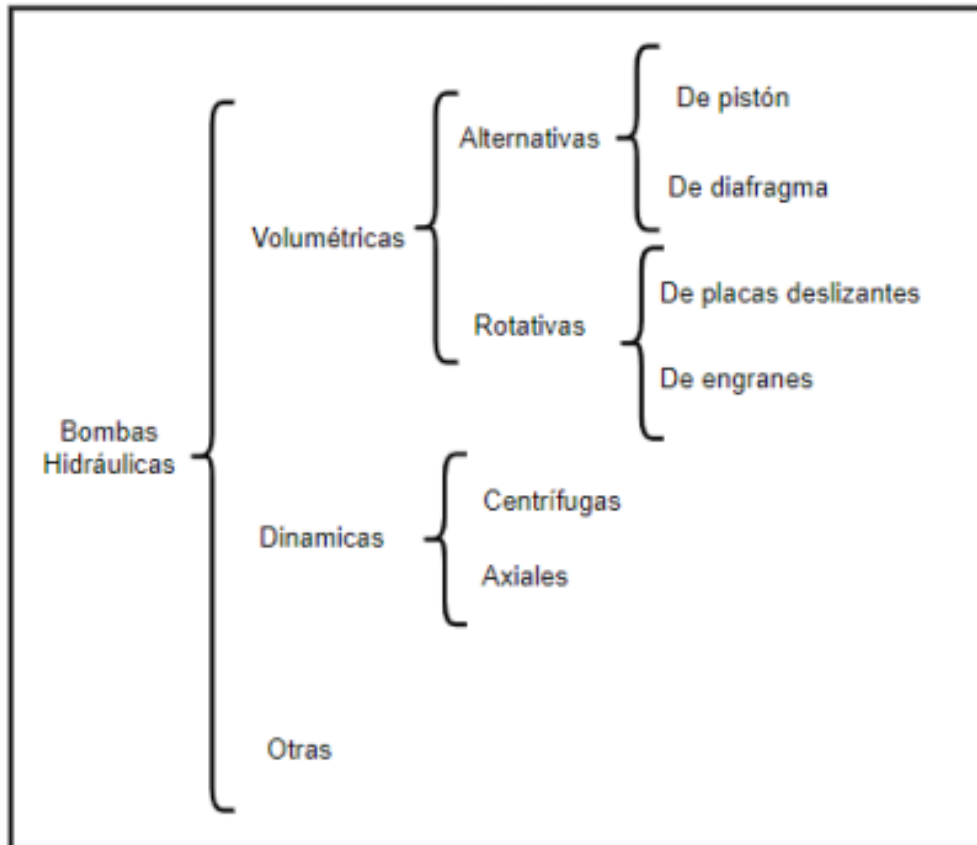 Bombas
Hidráulicas
Volumétricas
Alternativas
De pistón
De diafragma
Rotativas
De placas deslizantes
De engranes
Dinamicas
Centrífugas
Axiales
Otras